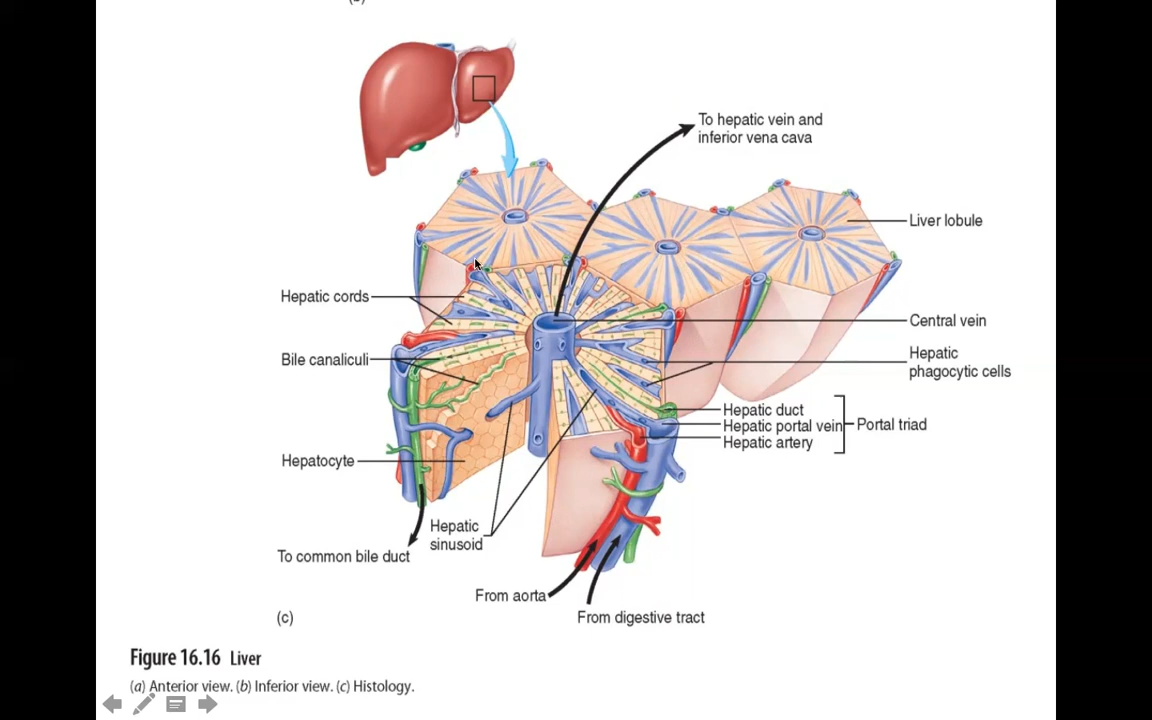 To hepatic vein and
inferior vena cava
Liver lobule
Hepatic cords
Central vein
Bile canaliculi
Hepatic
phagocytic cells
Hepatic duct
Hepatic portal vein
Portal triad
Hepatic artery
Hepatocyte
Hepatic
sinusoid
To common bile duct
From aorta
From digestive tract
(c)
Figure 16.16 Liver
(a) Anterior view. (b) Inferior view. (c) Histology.